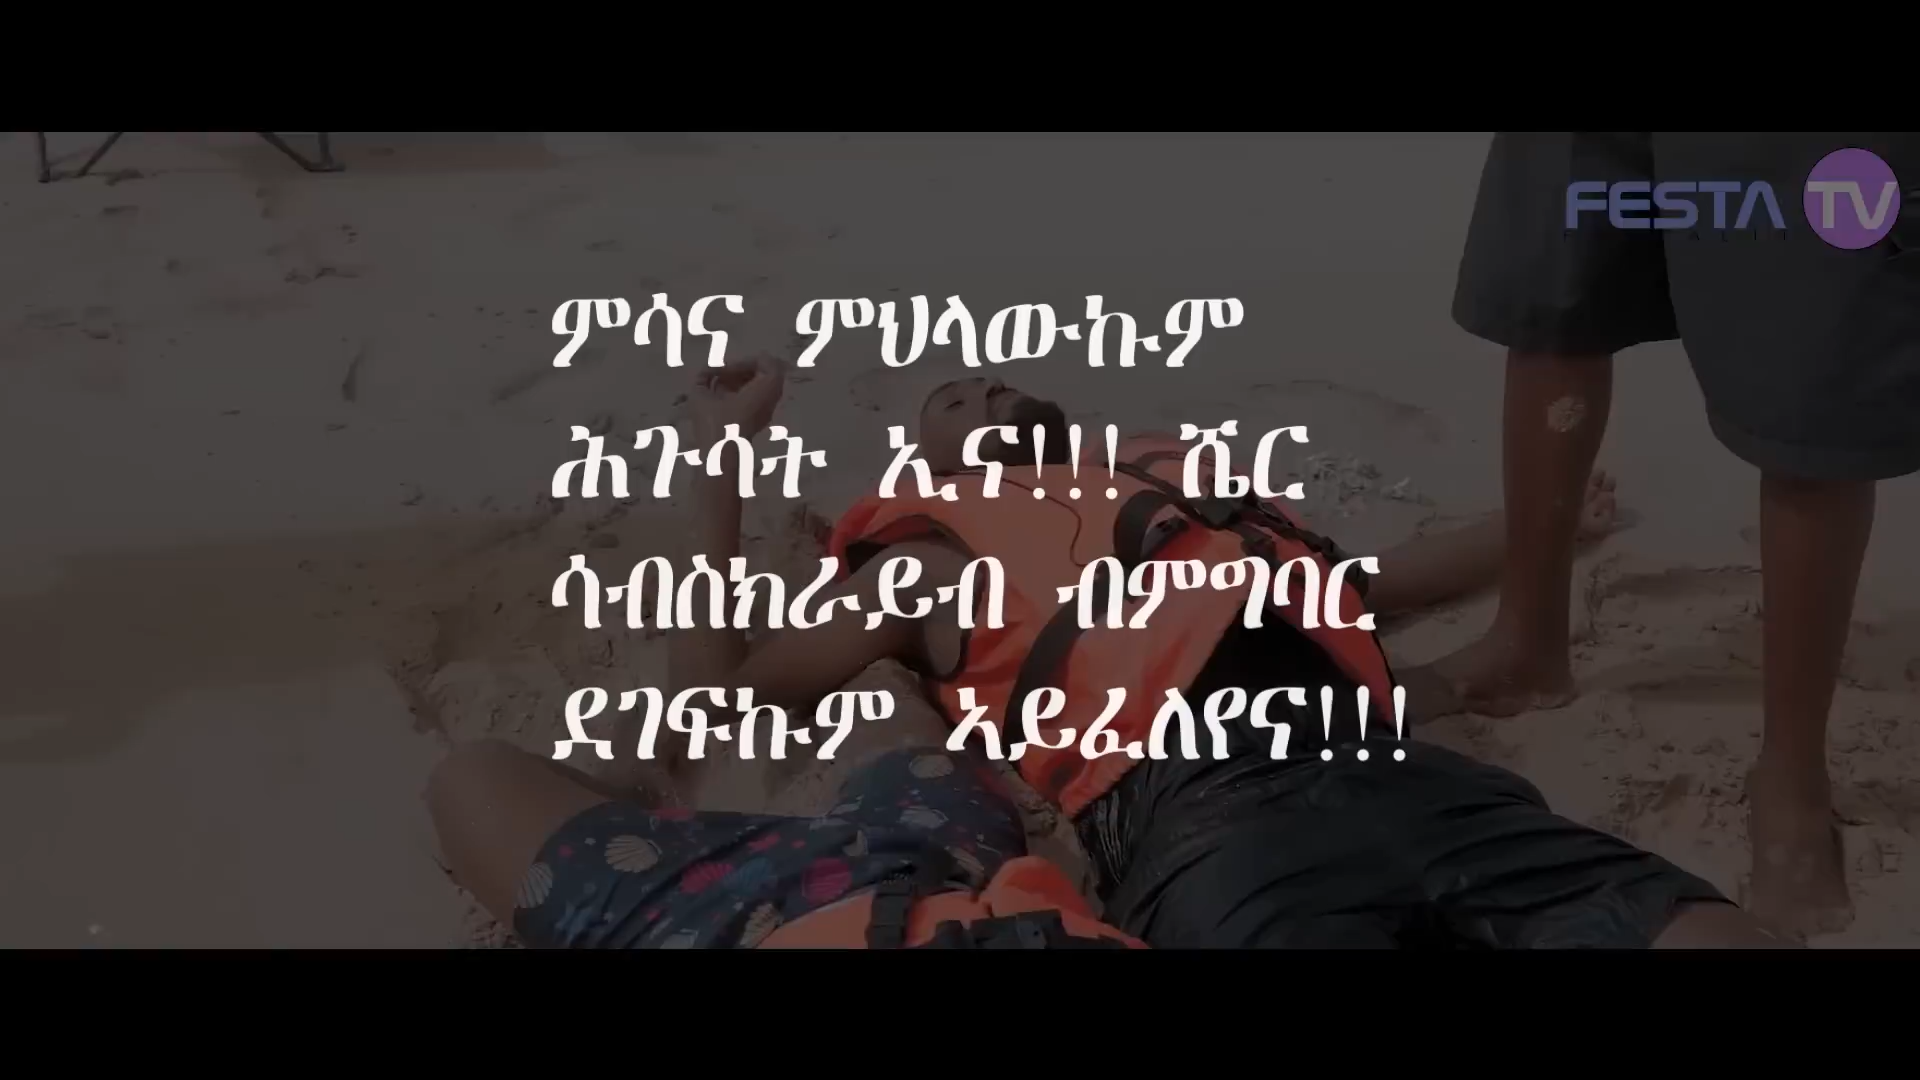 FESTA TV
ምሳና ምህላውኩም
ሕጉሳት ኢና!!! ሼር
ሳብስክራይብ ብምግባር
ደገፍኩም ኣይፈለየና!!!